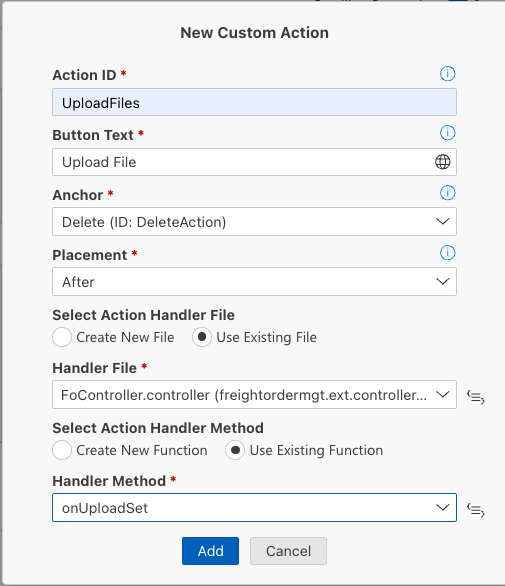 New Custom Action
Action ID *
UploadFiles
Button Text *
Upload File
Anchor *
Delete (ID: DeleteAction)
Placement *
After
Select Action Handler File
Create New File Use Existing File
Handler File *
FoController.controller (freightordermgt.ext.controller...
Select Action Handler Method
Create New Function Use Existing Function
Handler Method *
onUploadSet
Add Cancel